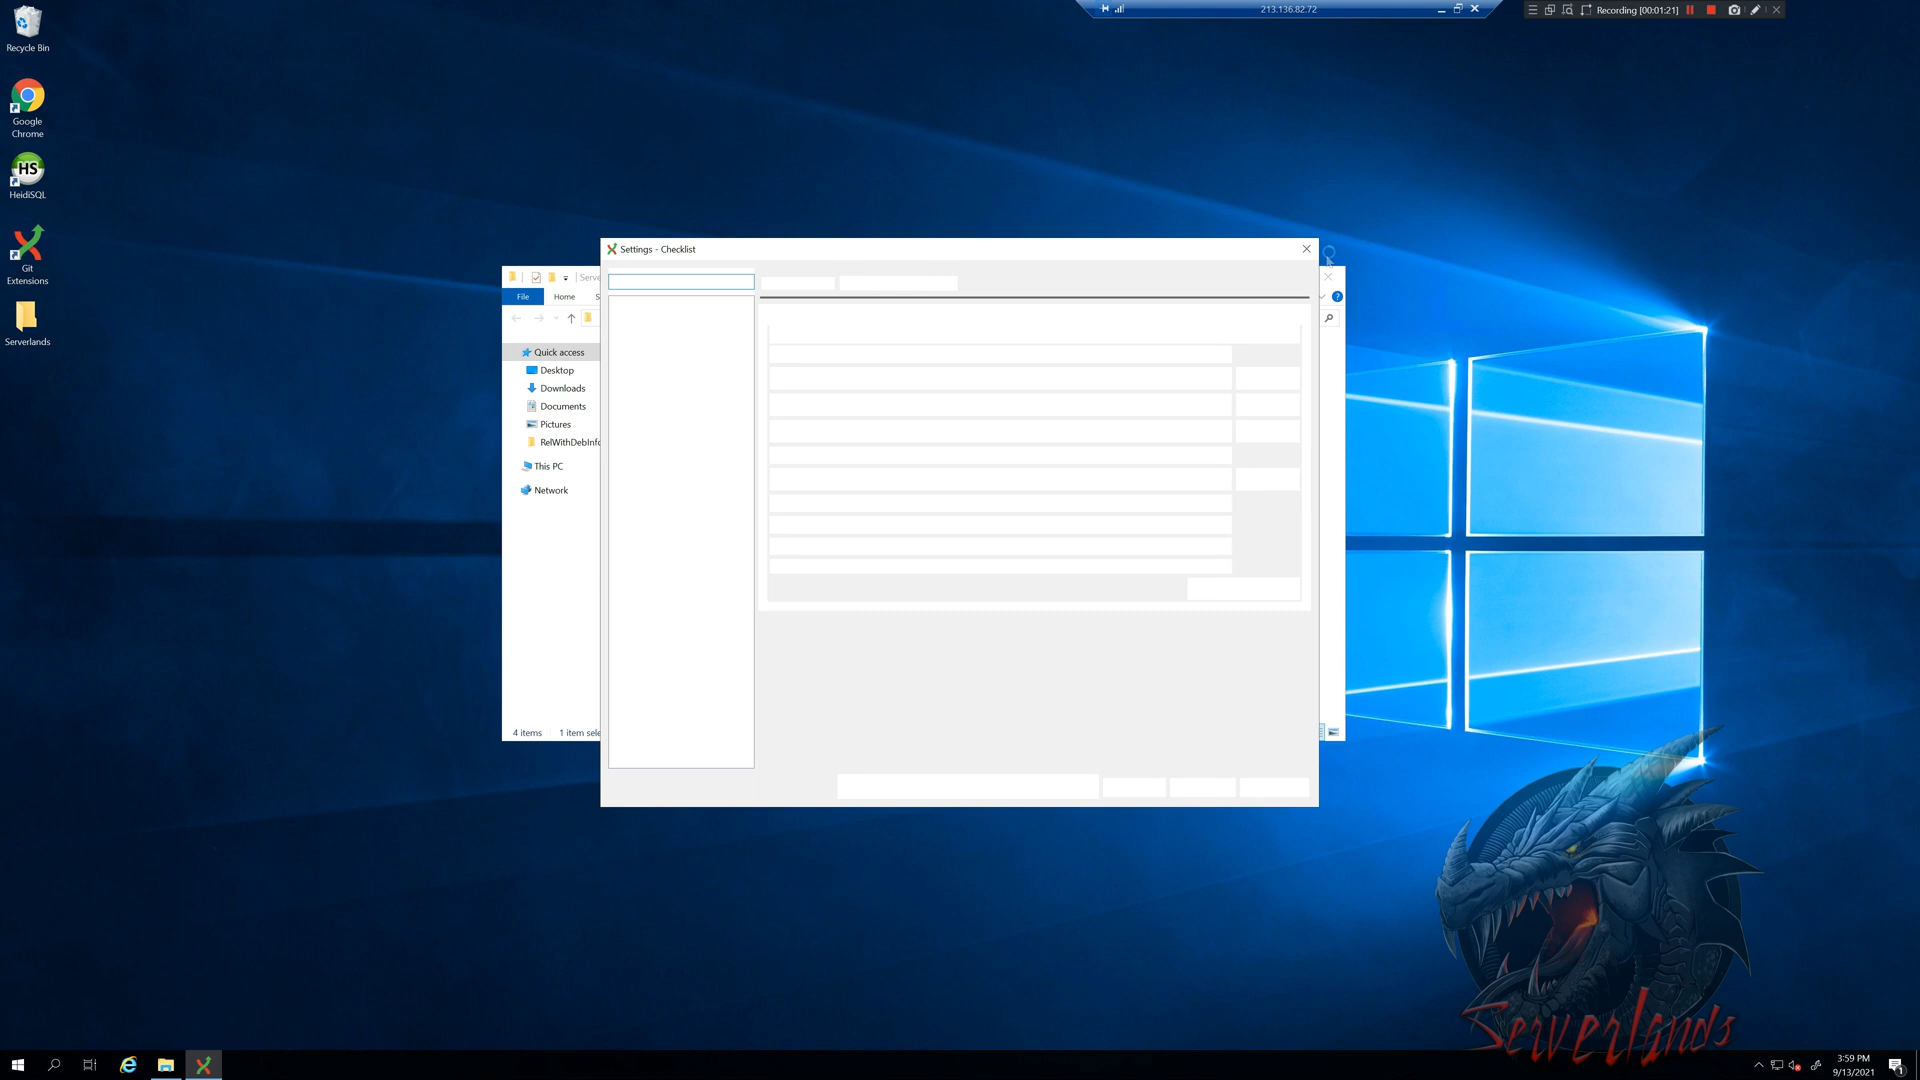 Recycle Bin
Google
Chrome
HS
HeidiSQL
Git
Extensions
Serverlands
213.136.82.72
Recording [00:01:21]
Settings - Checklist
Serve
File
Home
S
Quick access
Desktop
Downloads
Documents
Pictures
RelWithDebInfo
This PC
Network
4 items
1 item sele
Serverlands
3:59 PM
9/13/2021
1